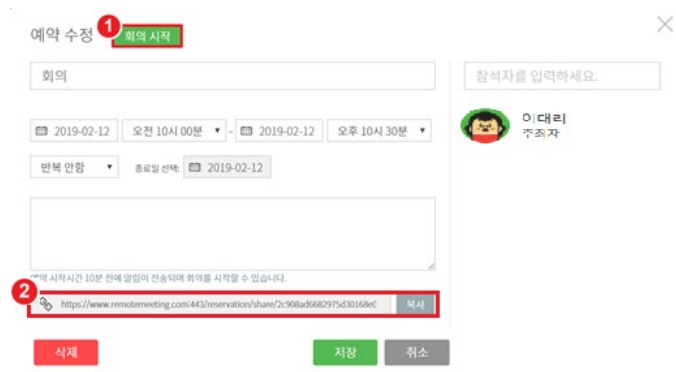 예약 수정 1 회의 시작
회의
참석자를 입력하세요.
2019-02-12 오전 10시 00분 ~ 2019-02-12 오후 10시 30분
이대리
주최자
반복 안함 종료일 선택: 2019-02-12
예약 시작시간 10분 전에 알림이 전송되며 회의를 시작할 수 있습니다.
2
https://www.remotemeeting.com:443/reservation/share/2c908ad6682975d30168e0 복사
삭제 저장 취소